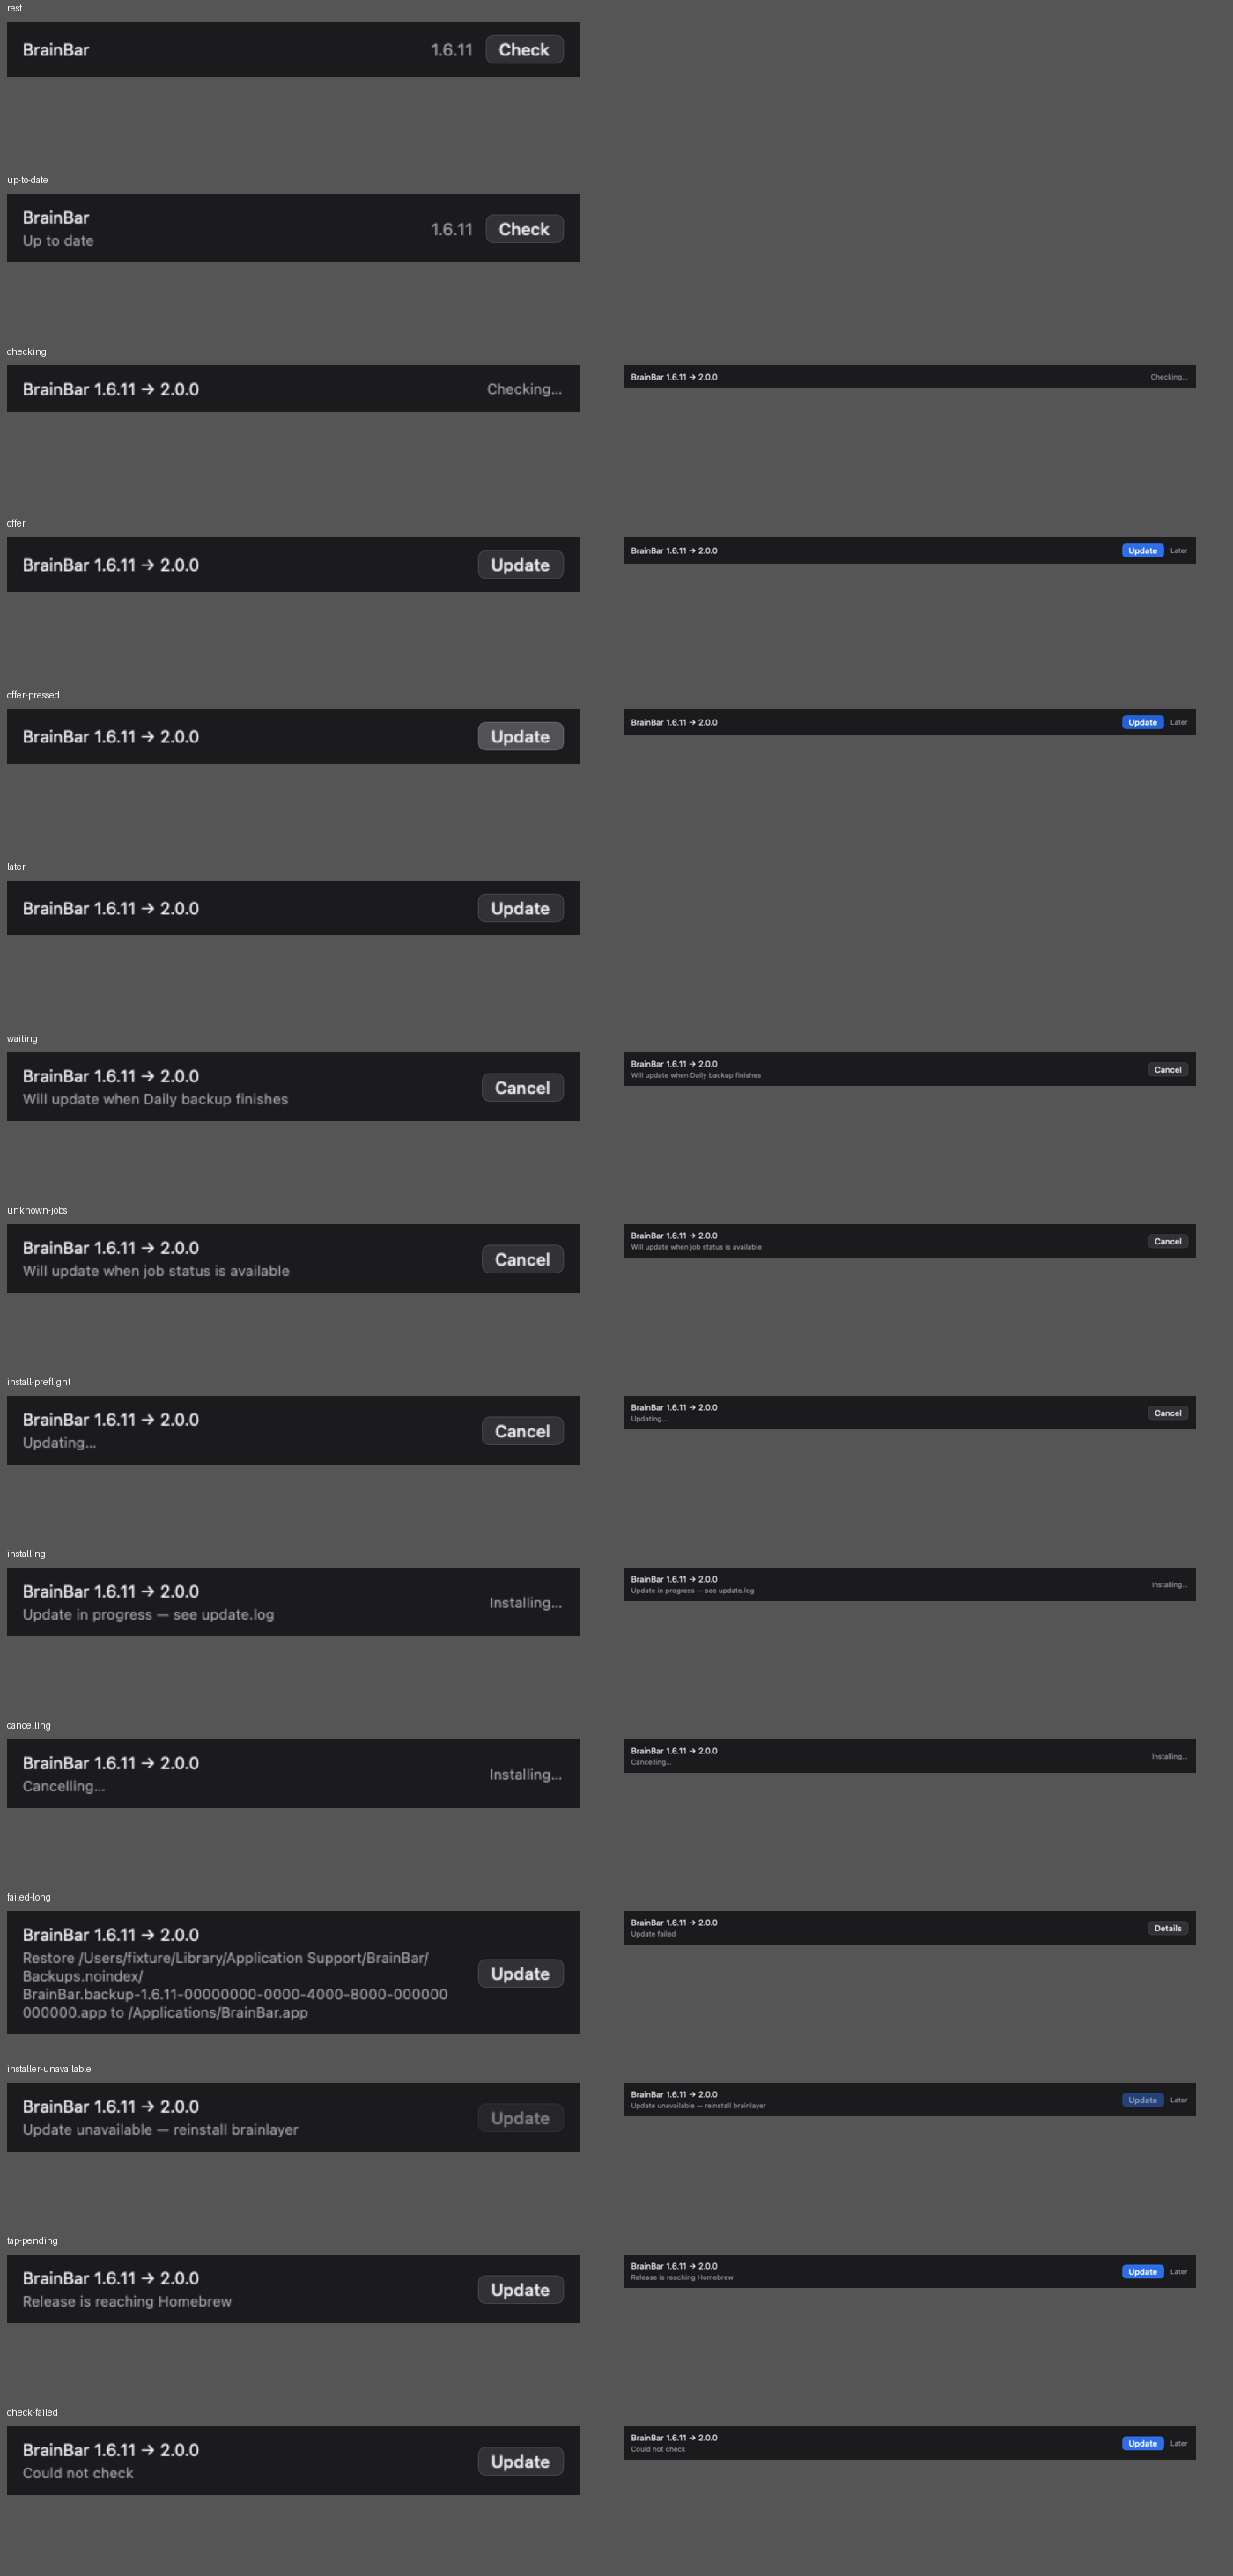 rest
BrainBar 1.6.11 Check
up-to-date
BrainBar
Up to date
1.6.11 Check
checking
BrainBar 1.6.11 → 2.0.0 Checking...
BrainBar 1.6.11 → 2.0.0 Checking...
offer
BrainBar 1.6.11 → 2.0.0 Update
BrainBar 1.6.11 → 2.0.0 Update Later
offer-pressed
BrainBar 1.6.11 → 2.0.0 Update
BrainBar 1.6.11 → 2.0.0 Update Later
later
BrainBar 1.6.11 → 2.0.0 Update
waiting
BrainBar 1.6.11 → 2.0.0
Will update when Daily backup finishes
Cancel
BrainBar 1.6.11 → 2.0.0
Will update when Daily backup finishes
Cancel
unknown-jobs
BrainBar 1.6.11 → 2.0.0
Will update when job status is available
Cancel
BrainBar 1.6.11 → 2.0.0
Will update when job status is available
Cancel
install-preflight
BrainBar 1.6.11 → 2.0.0
Updating...
Cancel
BrainBar 1.6.11 → 2.0.0
Updating...
Cancel
installing
BrainBar 1.6.11 → 2.0.0
Update in progress — see update.log
Installing...
BrainBar 1.6.11 → 2.0.0
Update in progress — see update.log
Installing...
cancelling
BrainBar 1.6.11 → 2.0.0
Cancelling...
Installing...
BrainBar 1.6.11 → 2.0.0
Cancelling...
Installing...
failed-long
BrainBar 1.6.11 → 2.0.0
Restore /Users/fixture/Library/Application Support/BrainBar/
Backups.noindex/
BrainBar.backup-1.6.11-00000000-0000-4000-8000-000000
000000.app to /Applications/BrainBar.app
Update
BrainBar 1.6.11 → 2.0.0
Update failed
Details
installer-unavailable
BrainBar 1.6.11 → 2.0.0
Update unavailable — reinstall brainlayer
Update
BrainBar 1.6.11 → 2.0.0
Update unavailable — reinstall brainlayer
Update Later
tap-pending
BrainBar 1.6.11 → 2.0.0
Release is reaching Homebrew
Update
BrainBar 1.6.11 → 2.0.0
Release is reaching Homebrew
Update Later
check-failed
BrainBar 1.6.11 → 2.0.0
Could not check
Update
BrainBar 1.6.11 → 2.0.0
Could not check
Update Later